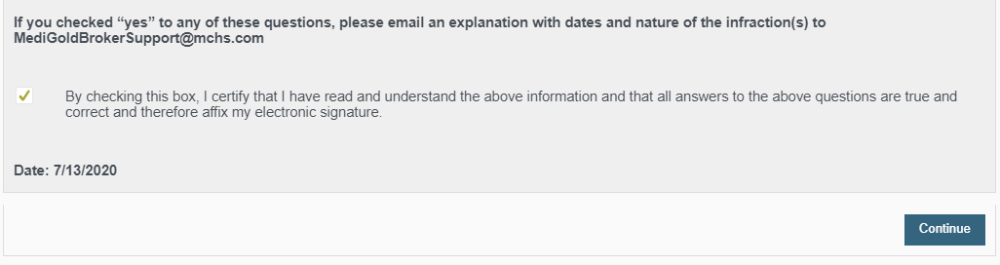 If you checked “yes” to any of these questions, please email an explanation with dates and nature of the infraction(s) to
MediGoldBrokerSupport@mchs.com
By checking this box, I certify that I have read and understand the above information and that all answers to the above questions are true and
correct and therefore affix my electronic signature.
Date: 7/13/2020
Continue